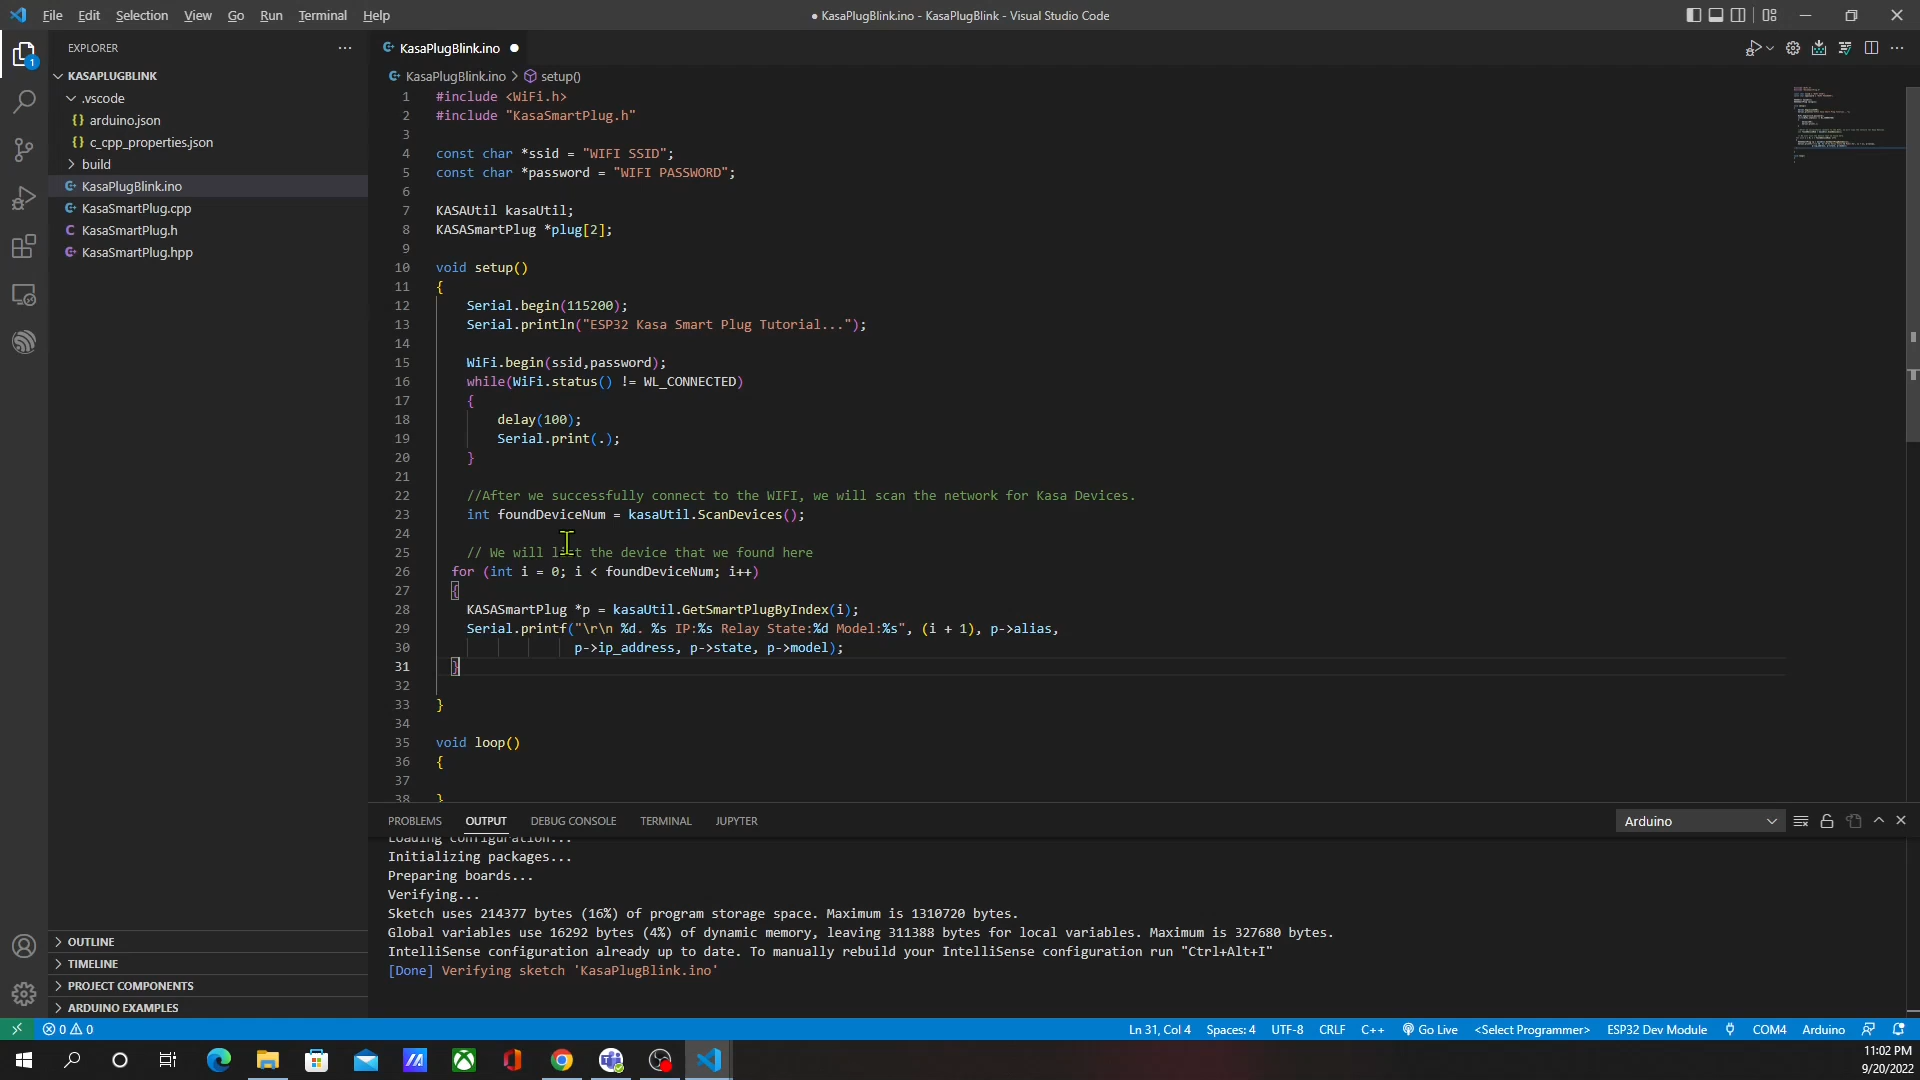 File Edit Selection View Go Run Terminal Help
● KasaPlugBlink.ino - KasaPlugBlink - Visual Studio Code
EXPLORER
KASAPLUGBLINK
.vscode
{} arduino.json
{} c_cpp_properties.json
build
KasaPlugBlink.ino
KasaSmartPlug.cpp
C KasaSmartPlug.h
KasaSmartPlug.hpp
OUTLINE
TIMELINE
PROJECT COMPONENTS
ARDUINO EXAMPLES
1
KasaPlugBlink.ino ●
KasaPlugBlink.ino > setup()
1 #include <WiFi.h>
2 #include "KasaSmartPlug.h"
3
4 const char *ssid = "WIFI SSID";
5 const char *password = "WIFI PASSWORD";
6
7 KASAUtil kasaUtil;
8 KASASmartPlug *plug[2];
9
10 void setup()
11 {
12 Serial.begin(115200);
13 Serial.println("ESP32 Kasa Smart Plug Tutorial...");
14
15 WiFi.begin(ssid,password);
16 while(WiFi.status() != WL_CONNECTED)
17 {
18 delay(100);
19 Serial.print(.);
20 }
21
22 //After we successfully connect to the WIFI, we will scan the network for Kasa Devices.
23 int foundDeviceNum = kasaUtil.ScanDevices();
24
25 // We will list the device that we found here
26 for (int i = 0; i < foundDeviceNum; i++)
27 {
28 KASASmartPlug *p = kasaUtil.GetSmartPlugByIndex(i);
29 Serial.printf("\r\n %d. %s IP:%s Relay State:%d Model:%s", (i + 1), p->alias,
30 p->ip_address, p->state, p->model);
31 }
32
33 }
34
35 void loop()
36 {
37
38 }
PROBLEMS OUTPUT DEBUG CONSOLE TERMINAL JUPYTER
Arduino
Loading configuration...
Initializing packages...
Preparing boards...
Verifying...
Sketch uses 214377 bytes (16%) of program storage space. Maximum is 1310720 bytes.
Global variables use 16292 bytes (4%) of dynamic memory, leaving 311388 bytes for local variables. Maximum is 327680 bytes.
IntelliSense configuration already up to date. To manually rebuild your IntelliSense configuration run "Ctrl+Alt+I"
[Done] Verifying sketch 'KasaPlugBlink.ino'
0 0
Ln 31, Col 4 Spaces: 4 UTF-8 CRLF C++ Go Live <Select Programmer> ESP32 Dev Module COM4 Arduino
11:02 PM
9/20/2022